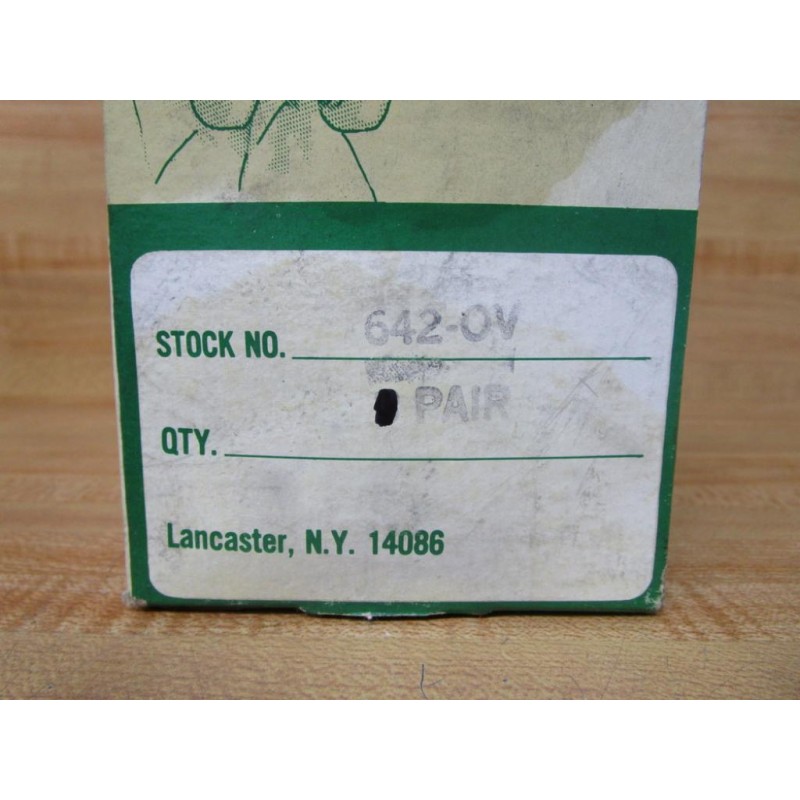 STOCK NO. 642-OV
QTY. PAIR
Lancaster, N.Y. 14086